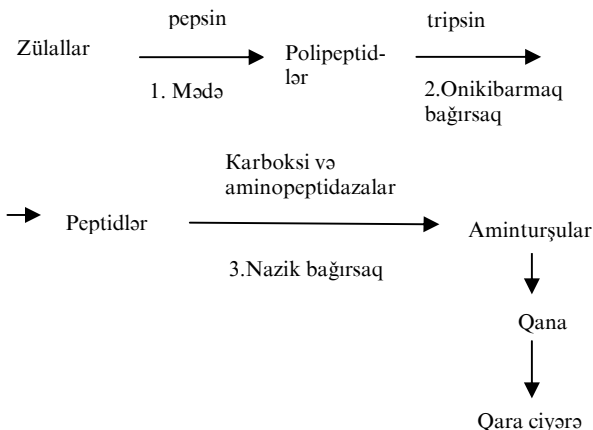 pepsin
tripsin
Zülallar
Polipeptid-
lər
1. Mədə
2.Onikibarmaq
bağırsaq
Karboksi və
aminopeptidazalar
Peptidlər
Aminturşular
3.Nazik bağırsaq
Qana
Qara ciyərə